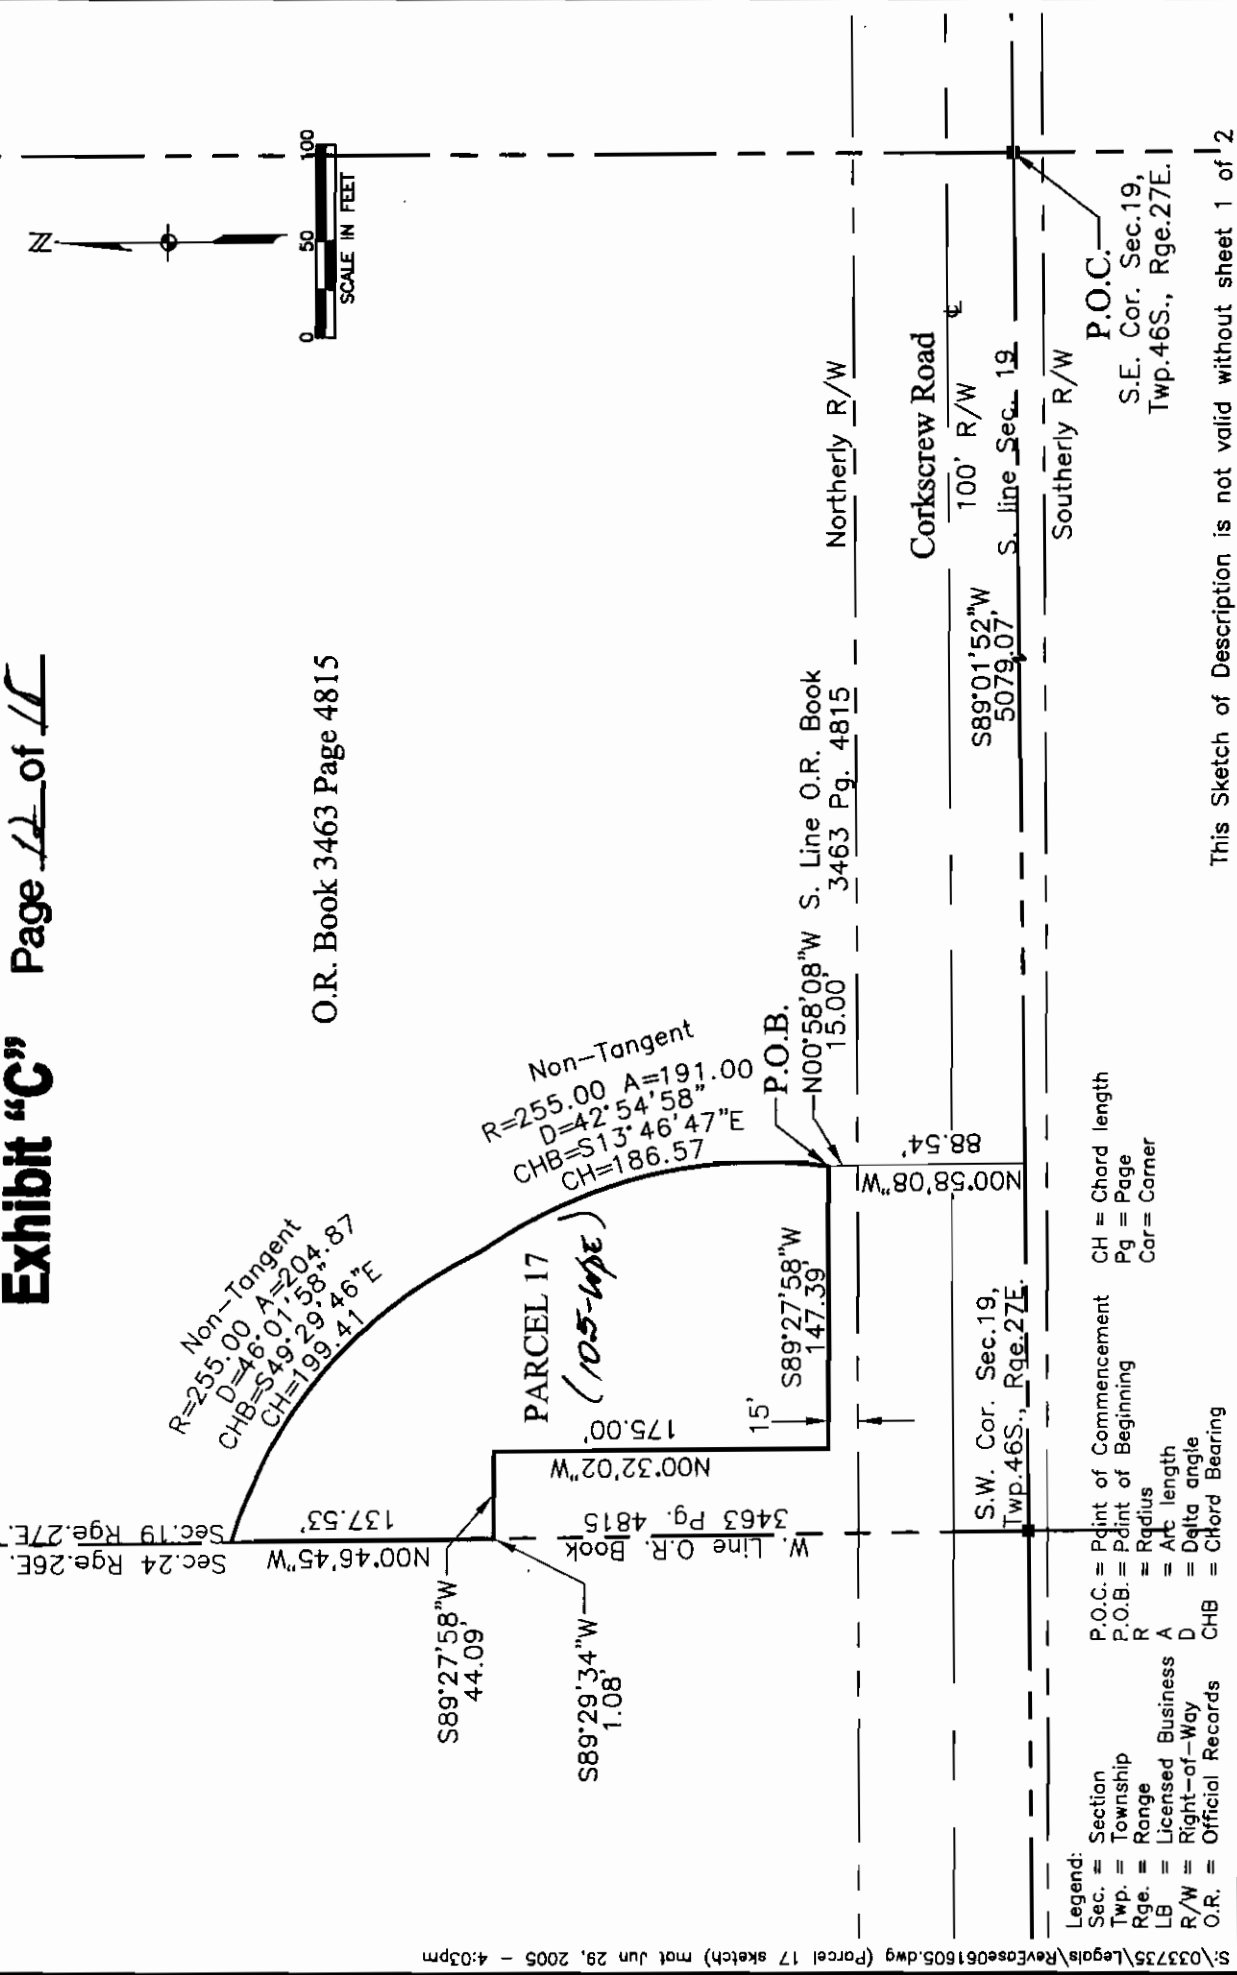 Exhibit "C" Page 12 of 15
N
0 50 100
SCALE IN FEET
O.R. Book 3463 Page 4815
Sec.24 Rge.26E.
Sec.19 Rge.27E.
Non-Tangent
R=255.00 A=204.87
D=46°01'58"
CHB=S49°29'46"E
CH=199.41
Non-Tangent
R=255.00 A=191.00
D=42°54'58"
CHB=S13°46'47"E
CH=186.57
N00°46'45"W
137.53'
S89°27'58"W
44.09'
S89°29'34"W
1.08'
W. Line O.R. Book
3463 Pg. 4815
N00°32'02"W
175.00'
PARCEL 17
(105-WPE)
15'
S89°27'58"W
147.39'
P.O.B.
N00°58'08"W
15.00'
S. Line O.R. Book
3463 Pg. 4815
Northerly R/W
N00°58'08"W
88.54'
Corkscrew Road
100' R/W
℄
S89°01'52"W
5079.07'
S. line Sec. 19
Southerly R/W
P.O.C.
S.E. Cor. Sec.19,
Twp.46S., Rge.27E.
S.W. Cor. Sec.19,
Twp.46S., Rge.27E.
Legend:
Sec. = Section
Twp. = Township
Rge. = Range
LB = Licensed Business
R/W = Right-of-Way
O.R. = Official Records
P.O.C. = Point of Commencement
P.O.B. = Point of Beginning
R = Radius
A = Arc length
D = Delta angle
CHB = Chord Bearing
CH = Chord length
Pg = Page
Cor= Corner
This Sketch of Description is not valid without sheet 1 of 2
S:\033735\Legals\RevEase061605.dwg (Parcel 17 sketch) mat Jun 29, 2005 - 4:03pm